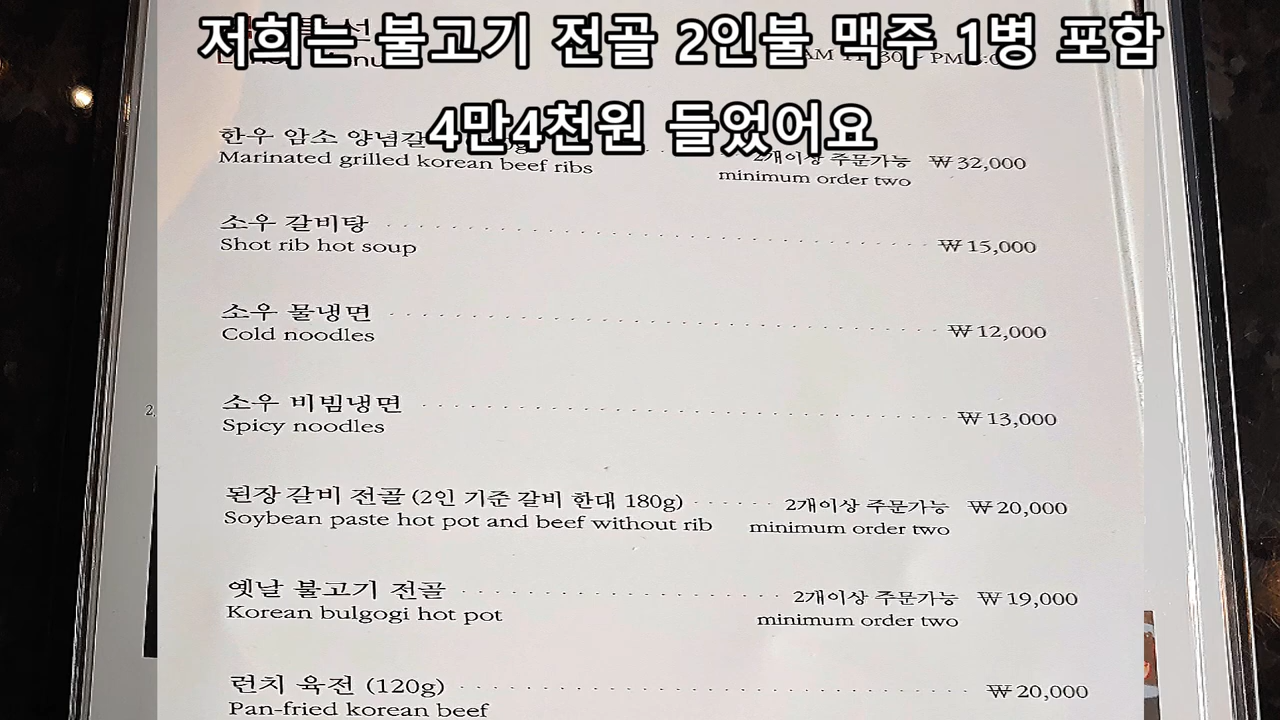 저희는 불고기 전골 2인불 맥주 1병 포함
4만4천원 들었어요
한우 암소 양념갈
Marinated grilled korean beef ribs
2개이상 주문가능 ₩32,000
minimum order two
소우 갈비탕 ₩15,000
Shot rib hot soup
소우 물냉면 ₩12,000
Cold noodles
소우 비빔냉면 ₩13,000
Spicy noodles
된장 갈비 전골 (2인 기준 갈비 한대 180g) 2개이상 주문가능 ₩20,000
Soybean paste hot pot and beef without rib minimum order two
옛날 불고기 전골 2개이상 주문가능 ₩19,000
Korean bulgogi hot pot minimum order two
런치 육전 (120g) ₩20,000
Pan-fried korean beef